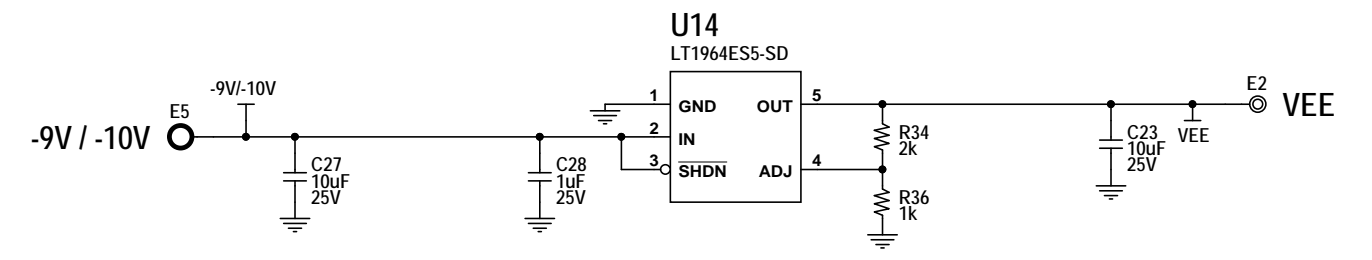 U14
LT1964ES5-SD
-9V/-10V
E5
-9V / -10V
C27
10uF
25V
C28
1uF
25V
1
GND
2
IN
3
SHDN
OUT
5
ADJ
4
R34
2k
R36
1k
C23
10uF
25V
VEE
E2
VEE